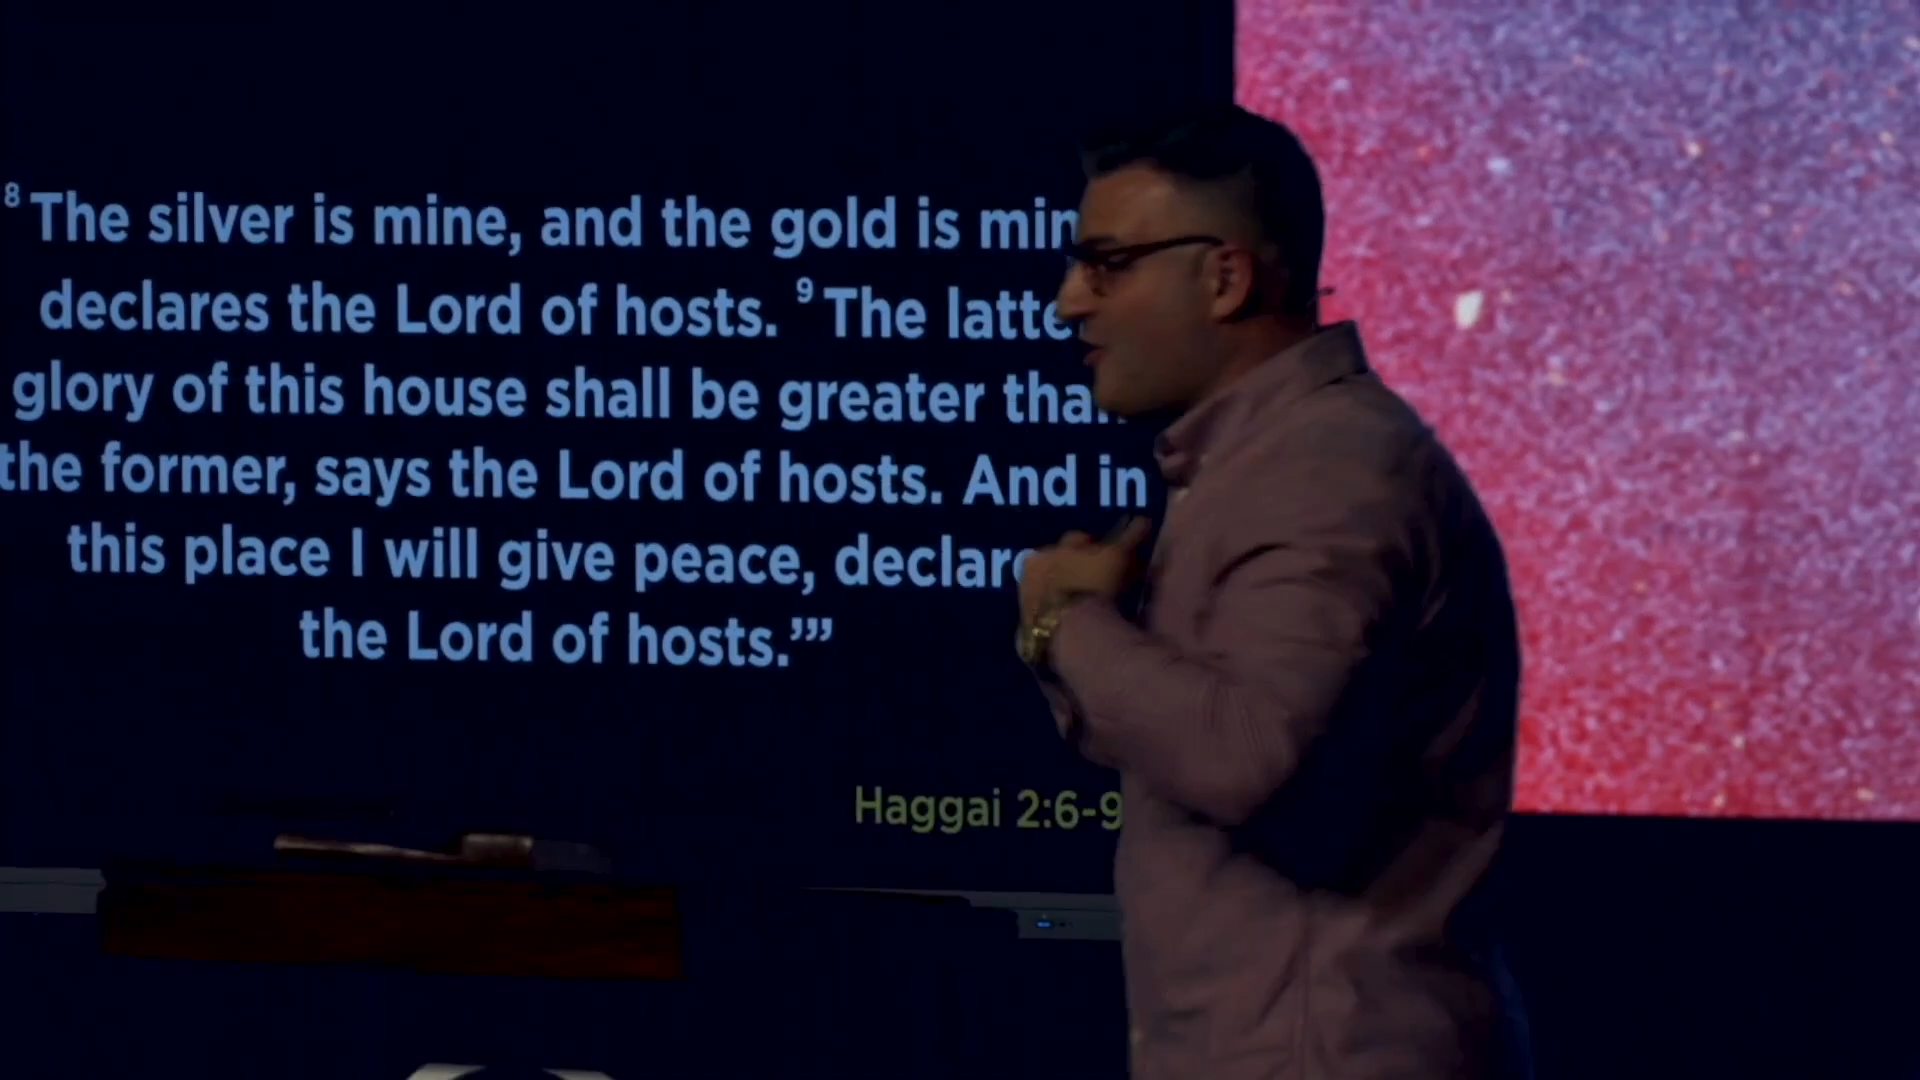 8 The silver is mine, and the gold is min
declares the Lord of hosts. 9 The latte
glory of this house shall be greater tha
the former, says the Lord of hosts. And in
this place I will give peace, declare
the Lord of hosts.’”
Haggai 2:6-9